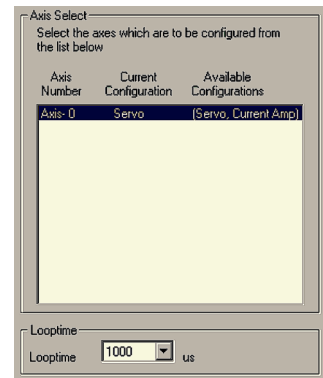 Axis Select
Select the axes which are to be configured from
the list below
Axis Number Current Configuration Available Configurations
Axis- 0 Servo (Servo, Current Amp)
Looptime
Looptime 1000 us